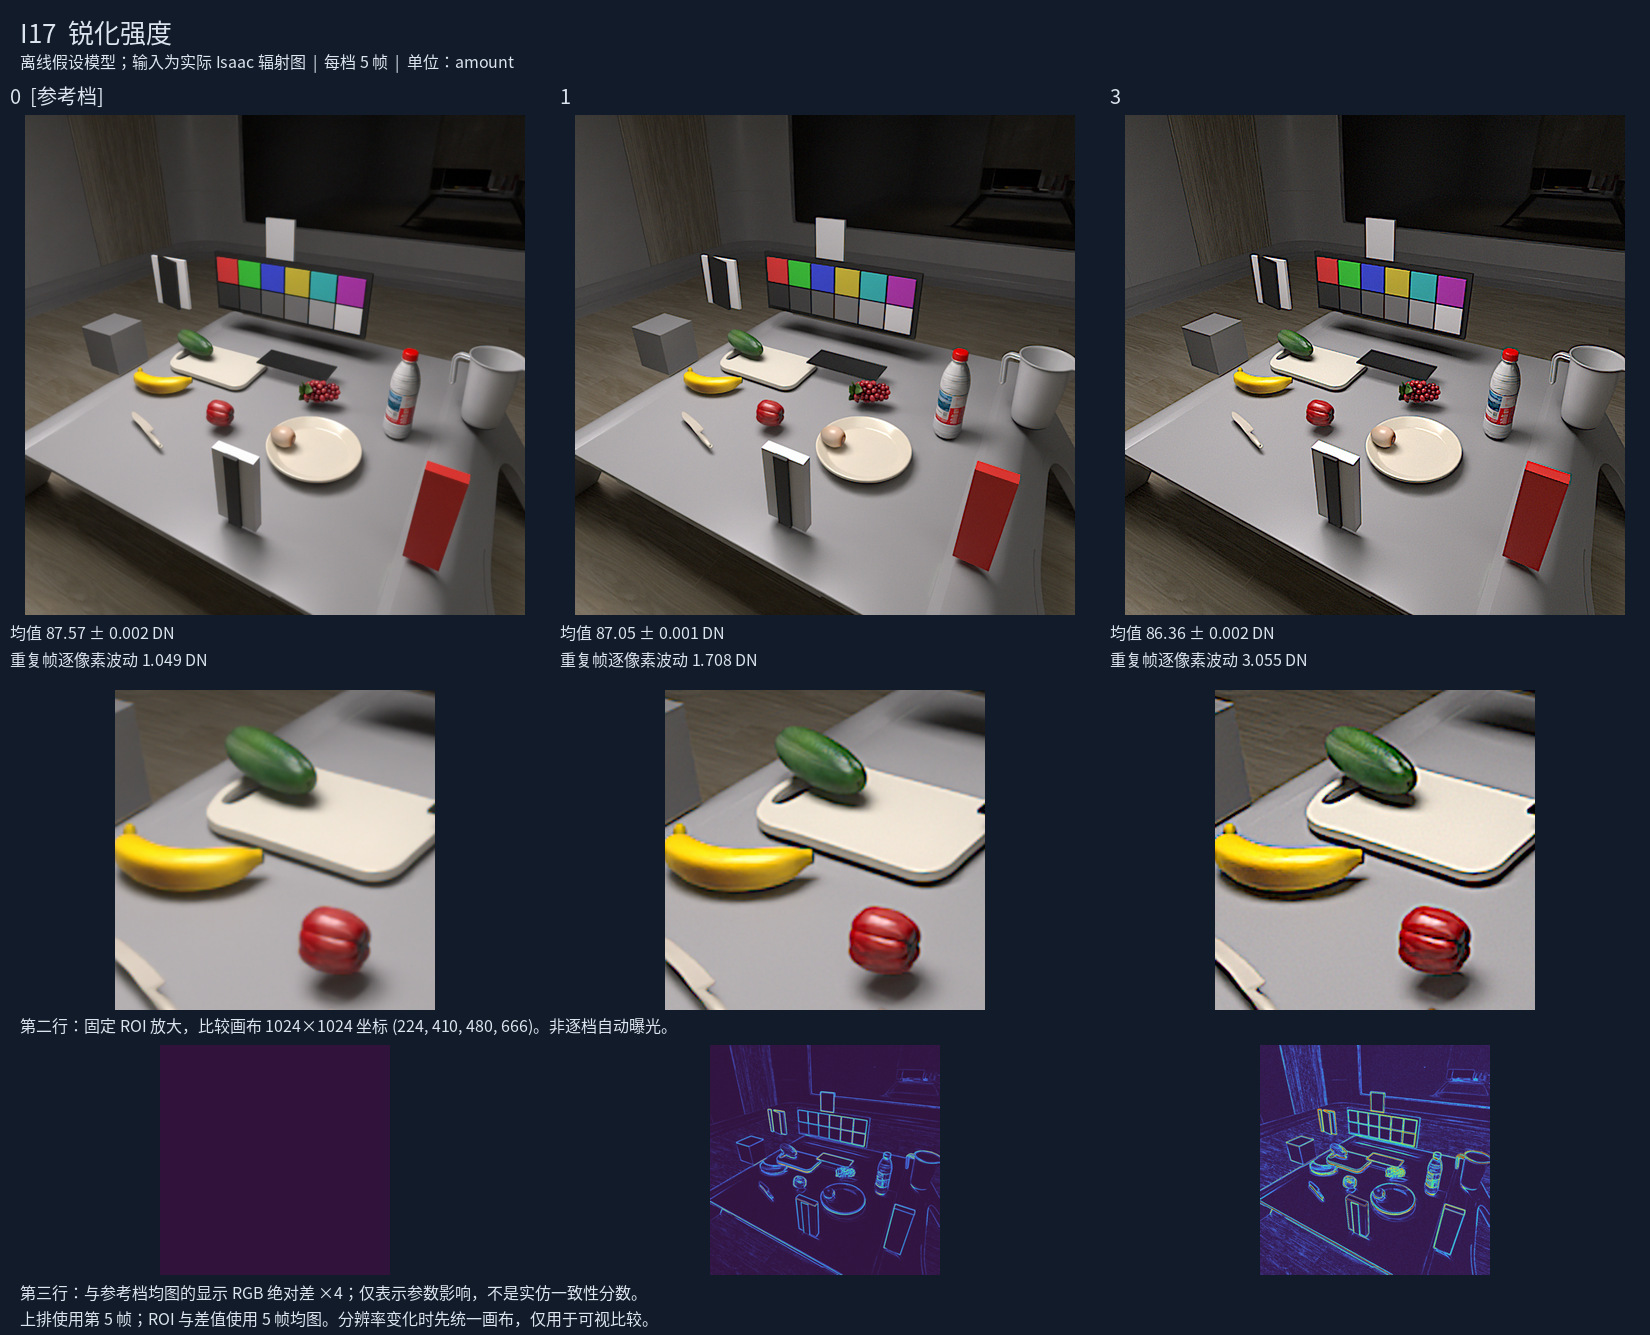 I17 锐化强度
离线假设模型；输入为实际 Isaac 辐射图 | 每档 5 帧 | 单位：amount
0 [参考档]
1
3
均值 87.57 ± 0.002 DN
重复帧逐像素波动 1.049 DN
均值 87.05 ± 0.001 DN
重复帧逐像素波动 1.708 DN
均值 86.36 ± 0.002 DN
重复帧逐像素波动 3.055 DN
第二行：固定 ROI 放大，比较画布 1024×1024 坐标 (224, 410, 480, 666)。非逐档自动曝光。
第三行：与参考档均图的显示 RGB 绝对差 ×4；仅表示参数影响，不是实仿一致性分数。
上排使用第 5 帧；ROI 与差值使用 5 帧均图。分辨率变化时先统一画布，仅用于可视比较。